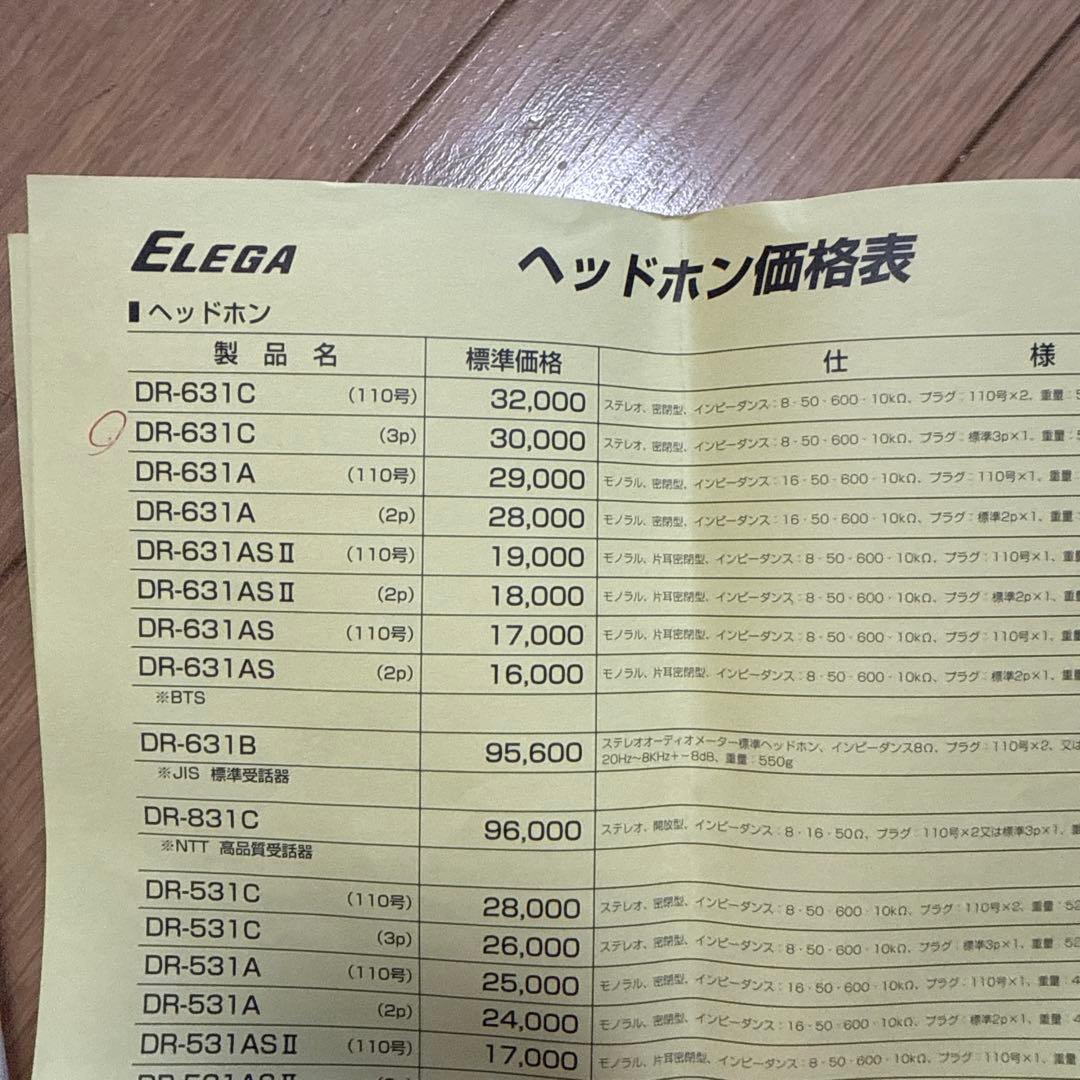 ELEGA ヘッドホン価格表
ヘッドホン
製品名 標準価格 仕様
DR-631C (110号) 32,000 ステレオ、密閉型、インピーダンス：8・50・600・10kΩ、プラグ：110号×2、重量：5
DR-631C (3p) 30,000 ステレオ、密閉型、インピーダンス：8・50・600・10kΩ、プラグ：標準3p×1、重量：5
DR-631A (110号) 29,000 モノラル、密閉型、インピーダンス：16・50・600・10kΩ、プラグ：110号×1、重量：
DR-631A (2p) 28,000 モノラル、密閉型、インピーダンス：16・50・600・10kΩ、プラグ：標準2p×1、重量：
DR-631ASⅡ (110号) 19,000 モノラル、片耳密閉型、インピーダンス：8・50・600・10kΩ、プラグ：110号×1、重量
DR-631ASⅡ (2p) 18,000 モノラル、片耳密閉型、インピーダンス：8・50・600・10kΩ、プラグ：標準2p×1、重量
DR-631AS (110号) 17,000 モノラル、片耳密閉型、インピーダンス：8・50・600・10kΩ、プラグ：110号×1、重量
DR-631AS (2p) 16,000 モノラル、片耳密閉型、インピーダンス：8・50・600・10kΩ、プラグ：標準2p×1、重量
※BTS
DR-631B 95,600 ステレオオーディオメーター標準ヘッドホン、インピーダンス8Ω、プラグ：110号×2、又は
20Hz～8KHz+−8dB、重量：550g
※JIS 標準受話器
DR-831C 96,000 ステレオ、開放型、インピーダンス：8・16・50Ω、プラグ：110号×2又は標準3p×1、重
※NTT 高品質受話器
DR-531C (110号) 28,000 ステレオ、密閉型、インピーダンス：8・50・600・10kΩ、プラグ：110号×2、重量：52
DR-531C (3p) 26,000 ステレオ、密閉型、インピーダンス：8・50・600・10kΩ、プラグ：標準3p×1、重量：52
DR-531A (110号) 25,000 モノラル、密閉型、インピーダンス：16・50・600・10kΩ、プラグ：110号×1、重量：4
DR-531A (2p) 24,000 モノラル、密閉型、インピーダンス：16・50・600・10kΩ、プラグ：標準2p×1、重量：4
DR-531ASⅡ (110号) 17,000 モノラル、片耳密閉型、インピーダンス：8・50・600・10kΩ、プラグ：110号×1、重量